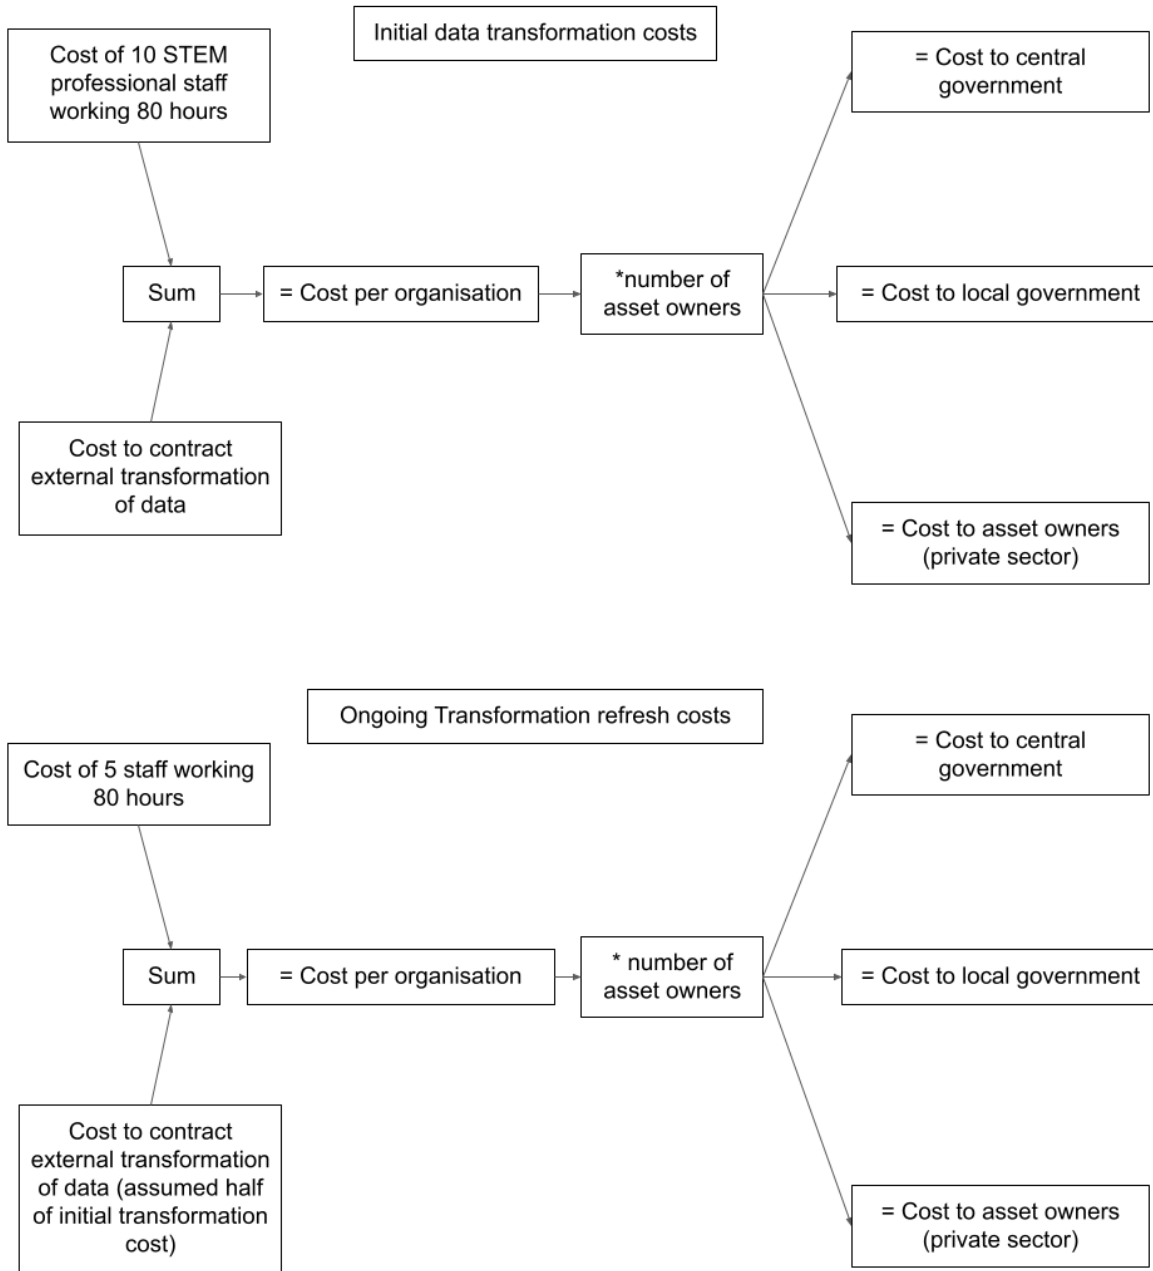 Initial data transformation costs
Cost of 10 STEM
professional staff
working 80 hours
= Cost to central
government
Sum
= Cost per organisation
*number of
asset owners
= Cost to local government
Cost to contract
external transformation
of data
= Cost to asset owners
(private sector)
Ongoing Transformation refresh costs
Cost of 5 staff working
80 hours
= Cost to central
government
Sum
= Cost per organisation
* number of
asset owners
= Cost to local government
Cost to contract
external transformation
of data (assumed half
of initial transformation
cost)
= Cost to asset owners
(private sector)